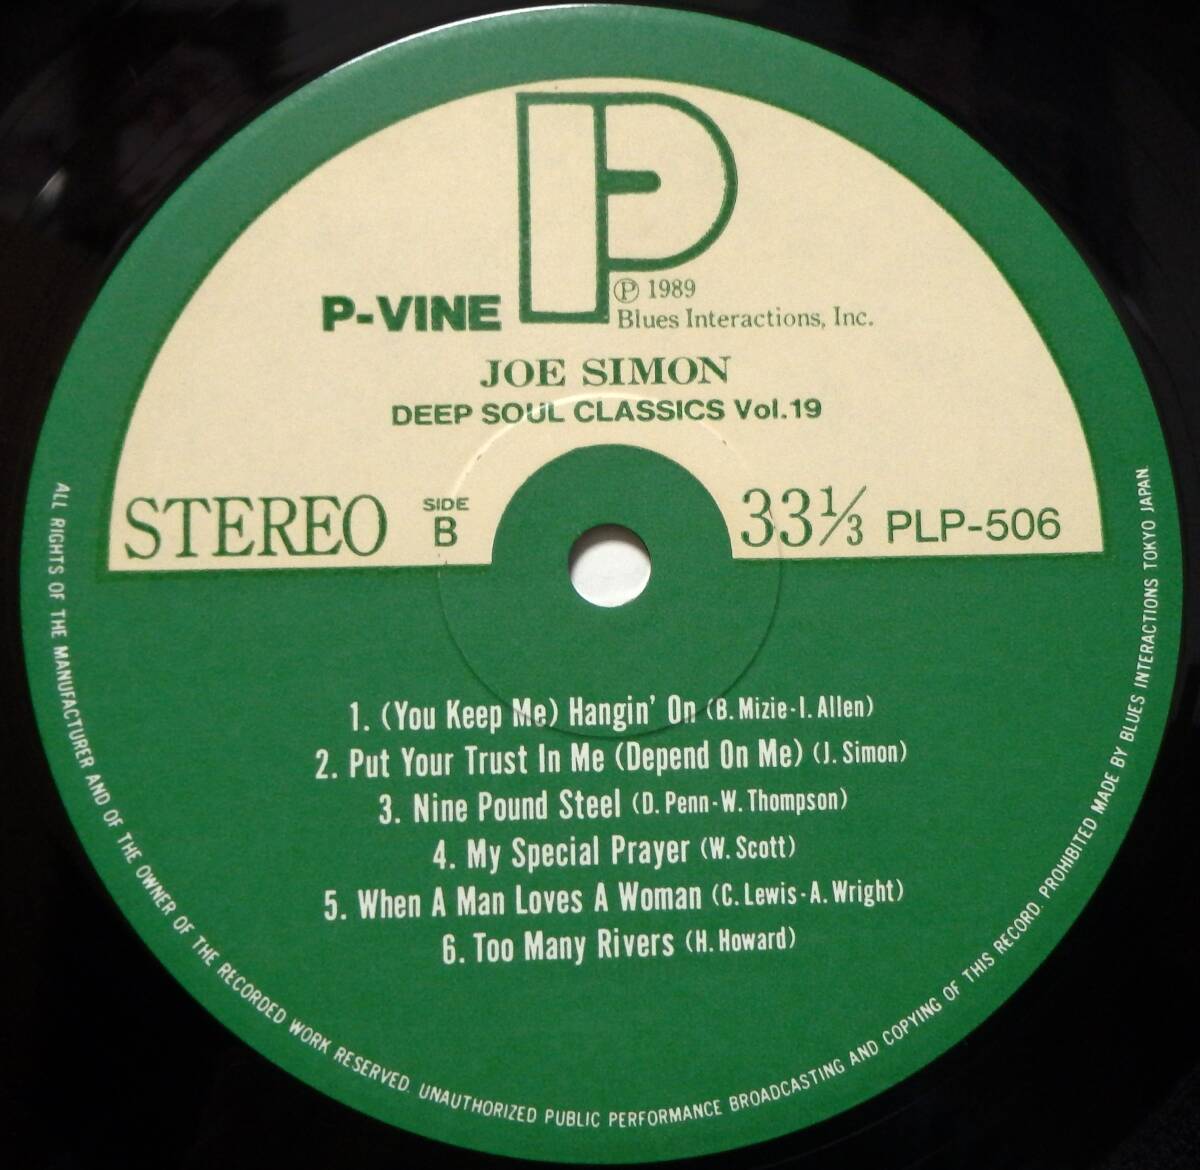 P
P-VINE
℗ 1989
Blues Interactions, Inc.
JOE SIMON
DEEP SOUL CLASSICS Vol.19
STEREO
SIDE
B
33⅓ PLP-506
1. (You Keep Me) Hangin' On (B. Mizie-I. Allen)
2. Put Your Trust In Me (Depend On Me) (J. Simon)
3. Nine Pound Steel (D. Penn-W. Thompson)
4. My Special Prayer (W. Scott)
5. When A Man Loves A Woman (C. Lewis-A. Wright)
6. Too Many Rivers (H. Howard)
ALL RIGHTS OF THE MANUFACTURER AND OF THE OWNER OF THE RECORDED WORK RESERVED. UNAUTHORIZED PUBLIC PERFORMANCE BROADCASTING AND COPYING OF THIS RECORD. PROHIBITED MADE BY BLUES INTERACTIONS TOKYO JAPAN.